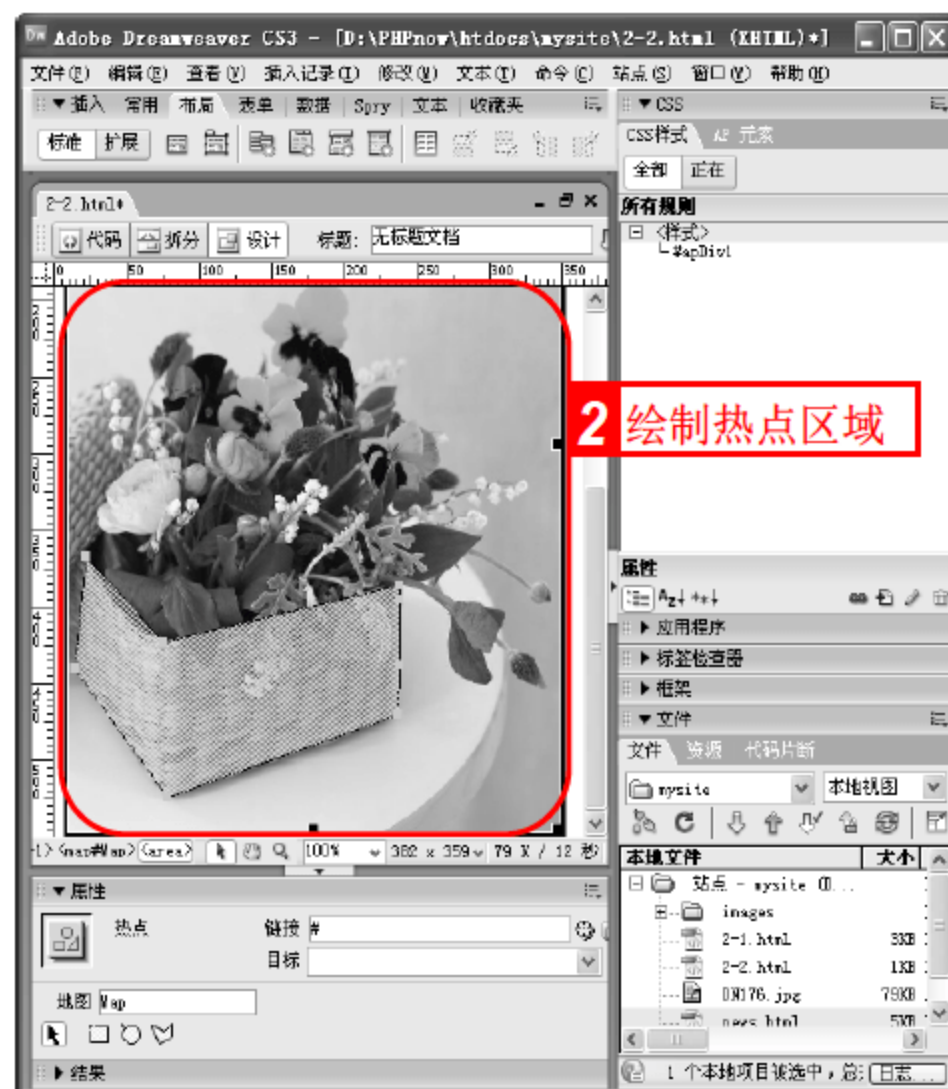 Adobe Dreamweaver CS3 - [D:\PHPnow\htdocs\mysite\2-2.html (XHTML)*]
文件(F) 编辑(E) 查看(V) 插入记录(I) 修改(M) 文本(T) 命令(C) 站点(S) 窗口(W) 帮助(H)
▼插入 常用 布局 表单 数据 Spry 文本 收藏夹
标准 扩展
2-2.html*
代码 拆分 设计 标题: 无标题文档
0 50 100 150 200 250 300 350
2 绘制热点区域
<map#Map> <area> 100% 382 x 359 79 K / 12 秒
▼属性
热点 链接 #
目标
地图 Map
▶结果
▼CSS
CSS样式 AP 元素
全部 正在
所有规则
<样式>
#apDiv1
属性
▶应用程序
▶标签检查器
▶框架
▼文件
文件 资源 代码片断
mysite 本地视图
本地文件 大小
站点 - mysite (D...
images
2-1.html 3KB
2-2.html 1KB
DN176.jpg 79KB
news.html 5KB
1 个本地项目被选中，总 日志...